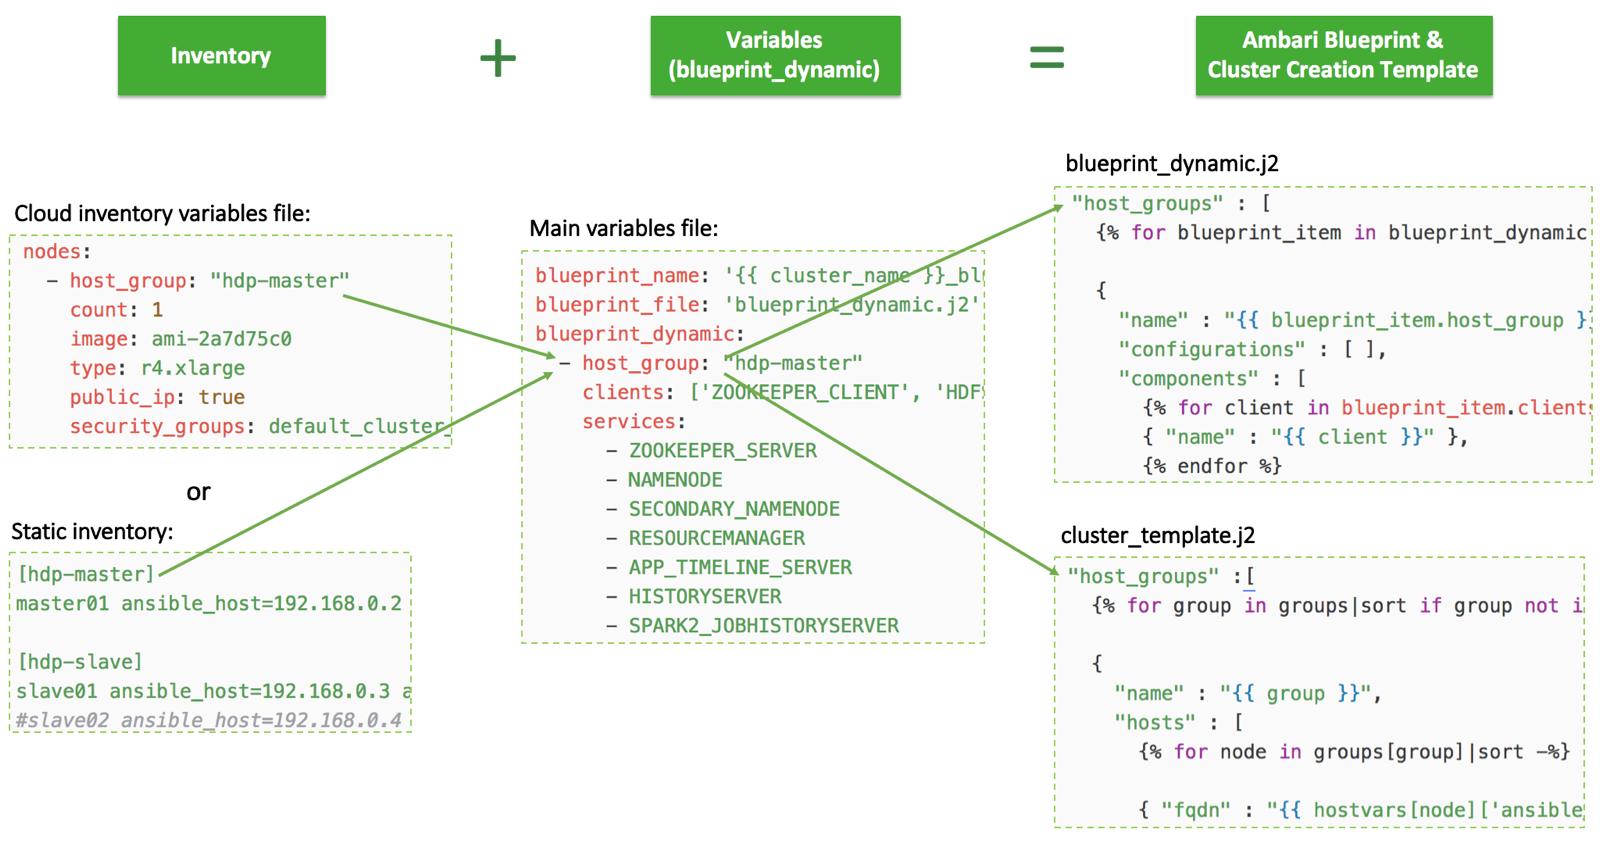 Inventory
+
Variables
(blueprint_dynamic)
=
Ambari Blueprint &
Cluster Creation Template
Cloud inventory variables file:
nodes:
– host_group: "hdp-master"
count: 1
image: ami-2a7d75c0
type: r4.xlarge
public_ip: true
security_groups: default_cluster_
or
Static inventory:
[hdp-master]
master01 ansible_host=192.168.0.2
[hdp-slave]
slave01 ansible_host=192.168.0.3 a
#slave02 ansible_host=192.168.0.4
Main variables file:
blueprint_name: '{{ cluster_name }}_bl
blueprint_file: 'blueprint_dynamic.j2'
blueprint_dynamic:
– host_group: "hdp-master"
clients: ['ZOOKEEPER_CLIENT', 'HDFS
services:
– ZOOKEEPER_SERVER
– NAMENODE
– SECONDARY_NAMENODE
– RESOURCEMANAGER
– APP_TIMELINE_SERVER
– HISTORYSERVER
– SPARK2_JOBHISTORYSERVER
blueprint_dynamic.j2
"host_groups" : [
{% for blueprint_item in blueprint_dynamic
{
"name" : "{{ blueprint_item.host_group }}
"configurations" : [ ],
"components" : [
{% for client in blueprint_item.clients
{ "name" : "{{ client }}" },
{% endfor %}
cluster_template.j2
"host_groups" :[
{% for group in groups|sort if group not i
{
"name" : "{{ group }}",
"hosts" : [
{% for node in groups[group]|sort -%}
{ "fqdn" : "{{ hostvars[node]['ansible_